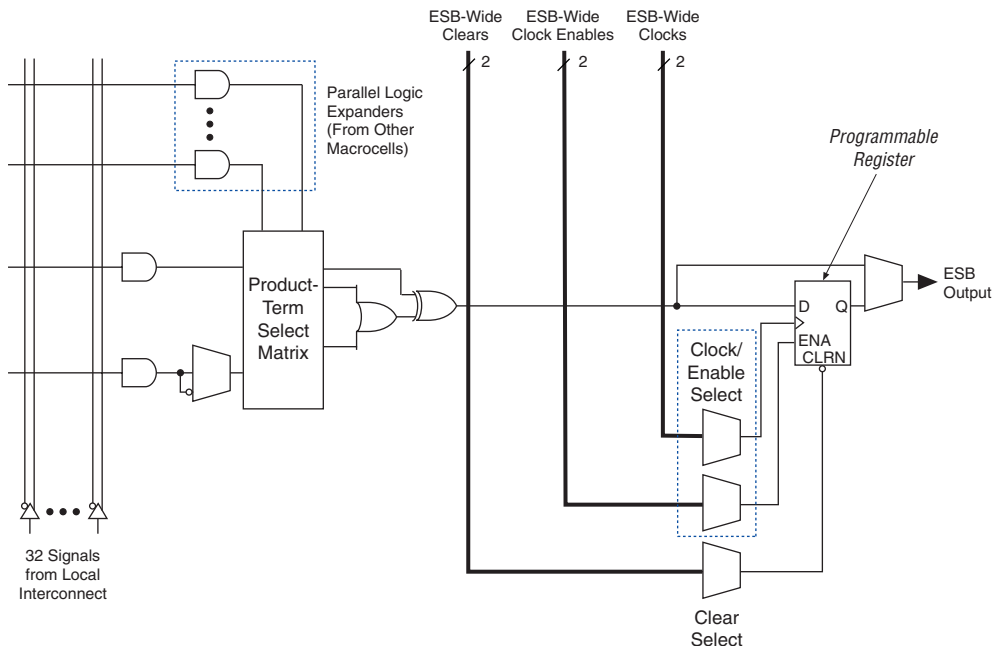 ESB-Wide
Clears
ESB-Wide
Clock Enables
ESB-Wide
Clocks
2
2
2
Parallel Logic
Expanders
(From Other
Macrocells)
Programmable
Register
Product-
Term
Select
Matrix
D
Q
ENA
CLRN
ESB
Output
Clock/
Enable
Select
32 Signals
from Local
Interconnect
Clear
Select